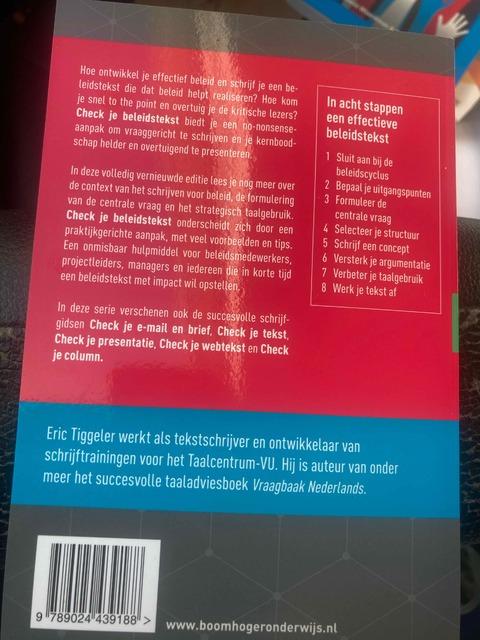 Hoe ontwikkel je effectief beleid en schrijf je een be-
leidstekst die dat beleid helpt realiseren? Hoe kom
je snel to the point en overtuig je de kritische lezers?
Check je beleidstekst biedt je een no-nonsense-
aanpak om vraaggericht te schrijven en je kernbood-
schap helder en overtuigend te presenteren.
In deze volledig vernieuwde editie lees je nog meer over
de context van het schrijven voor beleid, de formulering
van de centrale vraag en het strategisch taalgebruik.
Check je beleidstekst onderscheidt zich door een
praktijkgerichte aanpak, met veel voorbeelden en tips.
Een onmisbaar hulpmiddel voor beleidsmedewerkers,
projectleiders, managers en iedereen die in korte tijd
een beleidstekst met impact wil opstellen.
In deze serie verschenen ook de succesvolle schrijf-
gidsen Check je e-mail en brief, Check je tekst,
Check je presentatie, Check je webtekst en Check
je column.
In acht stappen
een effectieve
beleidstekst
1 Sluit aan bij de
beleidscyclus
2 Bepaal je uitgangspunten
3 Formuleer de
centrale vraag
4 Selecteer je structuur
5 Schrijf een concept
6 Versterk je argumentatie
7 Verbeter je taalgebruik
8 Werk je tekst af
Eric Tiggeler werkt als tekstschrijver en ontwikkelaar van
schrijftrainingen voor het Taalcentrum-VU. Hij is auteur van onder
meer het succesvolle taaladviesboek Vraagbaak Nederlands.
9 789024 439188 >
www.boomhogeronderwijs.nl